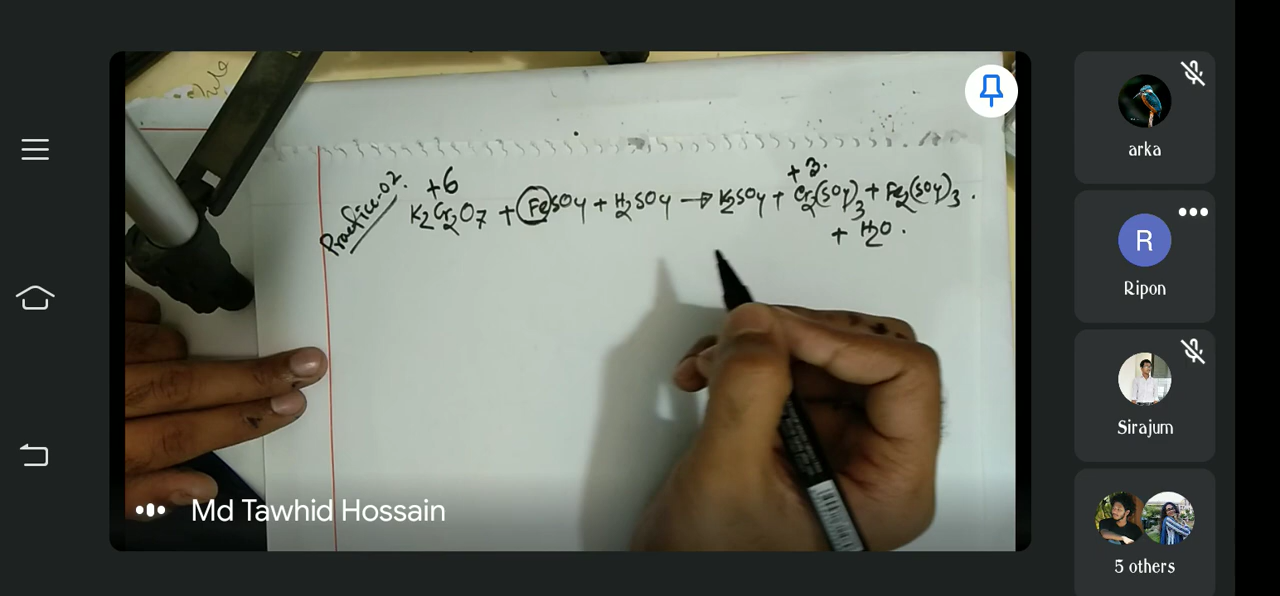 Practice-02.
+6
+3.
K2Cr2O7 + FeSO4 + H2SO4 → K2SO4 + Cr2(SO4)3 + Fe2(SO4)3.
+ H2O.
arka
R
Ripon
Sirajum
5 others
Md Tawhid Hossain